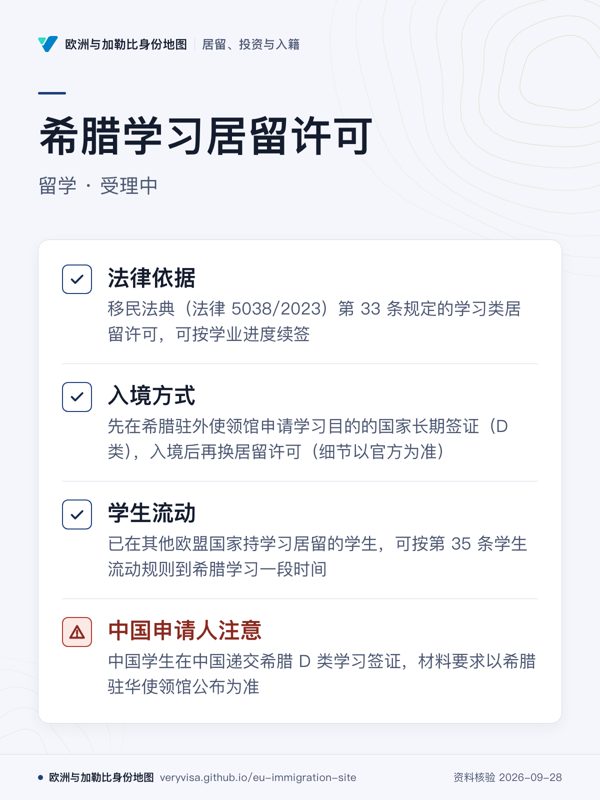 欧洲与加勒比身份地图 居留、投资与入籍
希腊学习居留许可
留学 · 受理中
法律依据
移民法典（法律 5038/2023）第 33 条规定的学习类居
留许可，可按学业进度续签
入境方式
先在希腊驻外使领馆申请学习目的的国家长期签证（D
类），入境后再换居留许可（细节以官方为准）
学生流动
已在其他欧盟国家持学习居留的学生，可按第 35 条学生
流动规则到希腊学习一段时间
中国申请人注意
中国学生在中国递交希腊 D 类学习签证，材料要求以希腊
驻华使领馆公布为准
欧洲与加勒比身份地图 veryvisa.github.io/eu-immigration-site 资料核验 2026-09-28